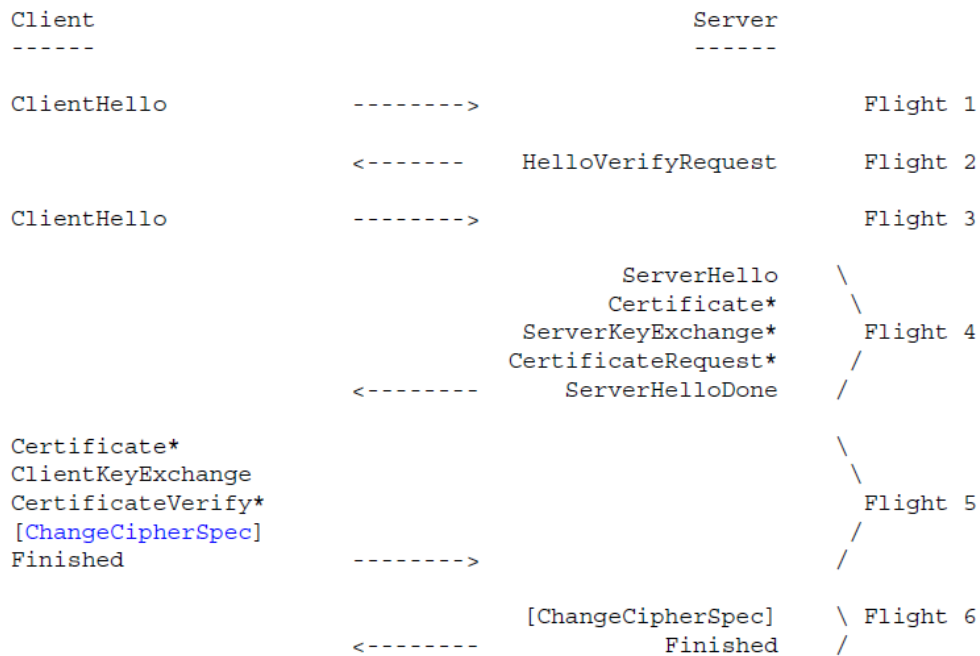 Client                                   Server
------                                   ------
ClientHello             -------->                           Flight 1
                        <-------    HelloVerifyRequest      Flight 2
ClientHello             -------->                           Flight 3
                                           ServerHello    \
                                          Certificate*     \
                                    ServerKeyExchange*      Flight 4
                                   CertificateRequest*     /
                        <--------      ServerHelloDone    /
Certificate*                                              \
ClientKeyExchange                                          \
CertificateVerify*                                          Flight 5
[ChangeCipherSpec]                                         /
Finished                -------->                         /
                                    [ChangeCipherSpec]    \ Flight 6
                        <--------             Finished    /